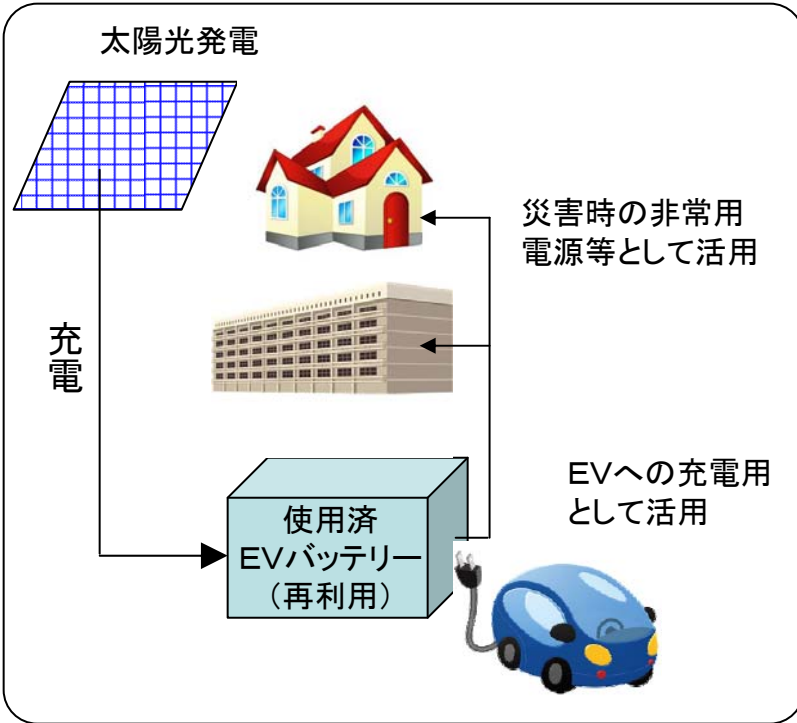 太陽光発電
災害時の非常用
電源等として活用
充電
EVへの充電用
として活用
使用済
EVバッテリー
(再利用)